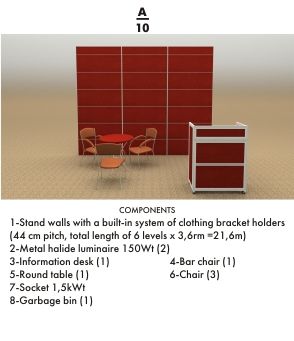 A
10
COMPONENTS
1-Stand walls with a built-in system of clothing bracket holders
(44 cm pitch, total length of 6 levels x 3,6rm =21,6m)
2-Metal halide luminaire 150Wt (2)
3-Information desk (1) 4-Bar chair (1)
5-Round table (1) 6-Chair (3)
7-Socket 1,5kWt
8-Garbage bin (1)